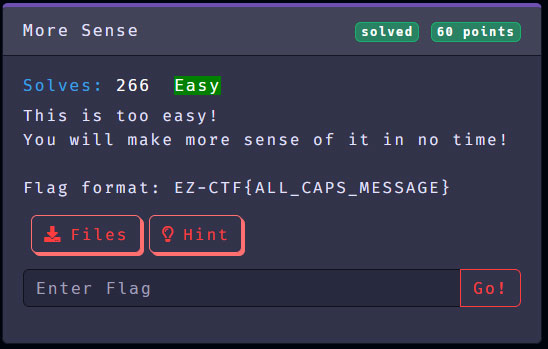 More Sense
solved 60 points
Solves: 266 Easy
This is too easy!
You will make more sense of it in no time!
Flag format: EZ-CTF{ALL_CAPS_MESSAGE}
Files Hint
Enter Flag Go!